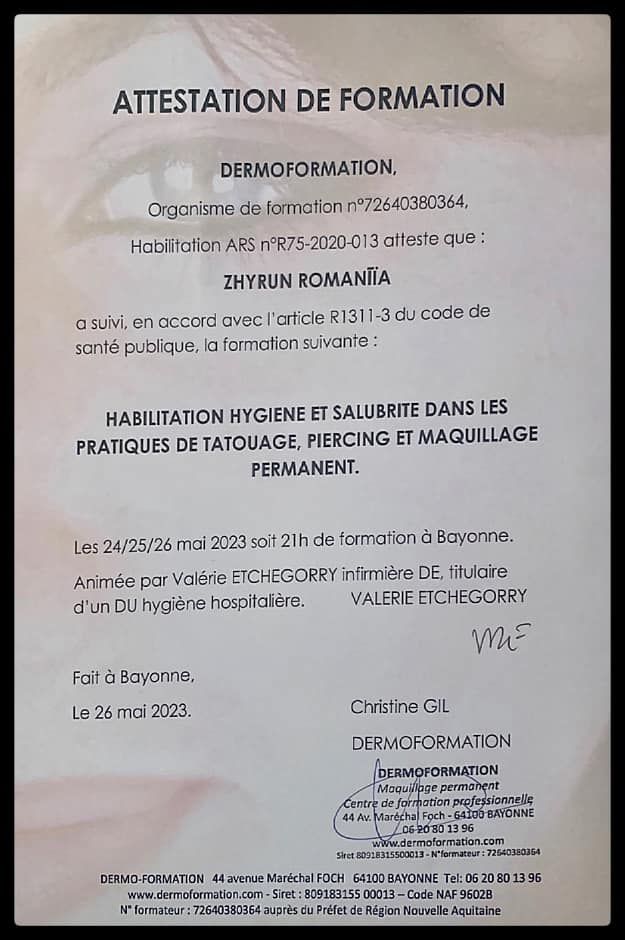 ATTESTATION DE FORMATION
DERMOFORMATION,
Organisme de formation n°72640380364,
Habilitation ARS n°R75-2020-013 atteste que :
ZHYRUN ROMANÏÏA
a suivi, en accord avec l'article R1311-3 du code de
santé publique, la formation suivante :
HABILITATION HYGIENE ET SALUBRITE DANS LES
PRATIQUES DE TATOUAGE, PIERCING ET MAQUILLAGE
PERMANENT.
Les 24/25/26 mai 2023 soit 21h de formation à Bayonne.
Animée par Valérie ETCHEGORRY infirmière DE, titulaire
d'un DU hygiène hospitalière. VALERIE ETCHEGORRY
Fait à Bayonne,
Le 26 mai 2023.
Christine GIL
DERMOFORMATION
DERMOFORMATION
Maquillage permanent
Centre de formation professionnelle
44 Av. Maréchal Foch - 64100 BAYONNE
06 20 80 13 96
www.dermoformation.com
Siret 80918315500013 - N°formateur : 72640380364
DERMO-FORMATION 44 avenue Maréchal FOCH 64100 BAYONNE Tel: 06 20 80 13 96
www.dermoformation.com - Siret : 809183155 00013 – Code NAF 9602B
N° formateur : 72640380364 auprès du Préfet de Région Nouvelle Aquitaine